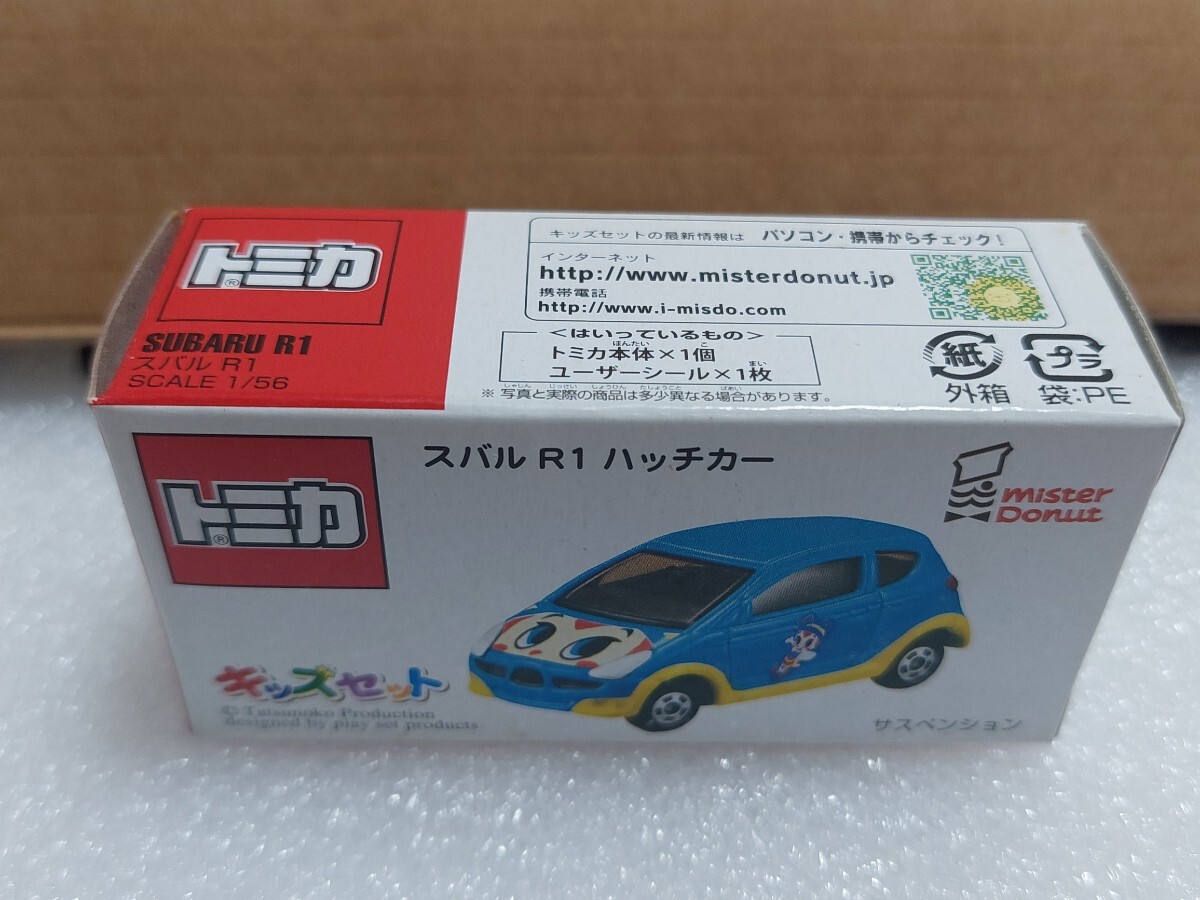 トミカ®
SUBARU R1
スバル R1
SCALE 1/56
キッズセットの最新情報は パソコン・携帯からチェック！
インターネット
http://www.misterdonut.jp
携帯電話
http://www.i-misdo.com
＜はいっているもの＞
トミカ本体×1個
ユーザーシール×1枚
※ 写真と実際の商品は多少異なる場合があります。
紙
外箱
プラ
袋:PE
トミカ®
スバル R1 ハッチカー
mister Donut
キッズセット
© Tatsunoko Production
designed by play set products
サスペンション